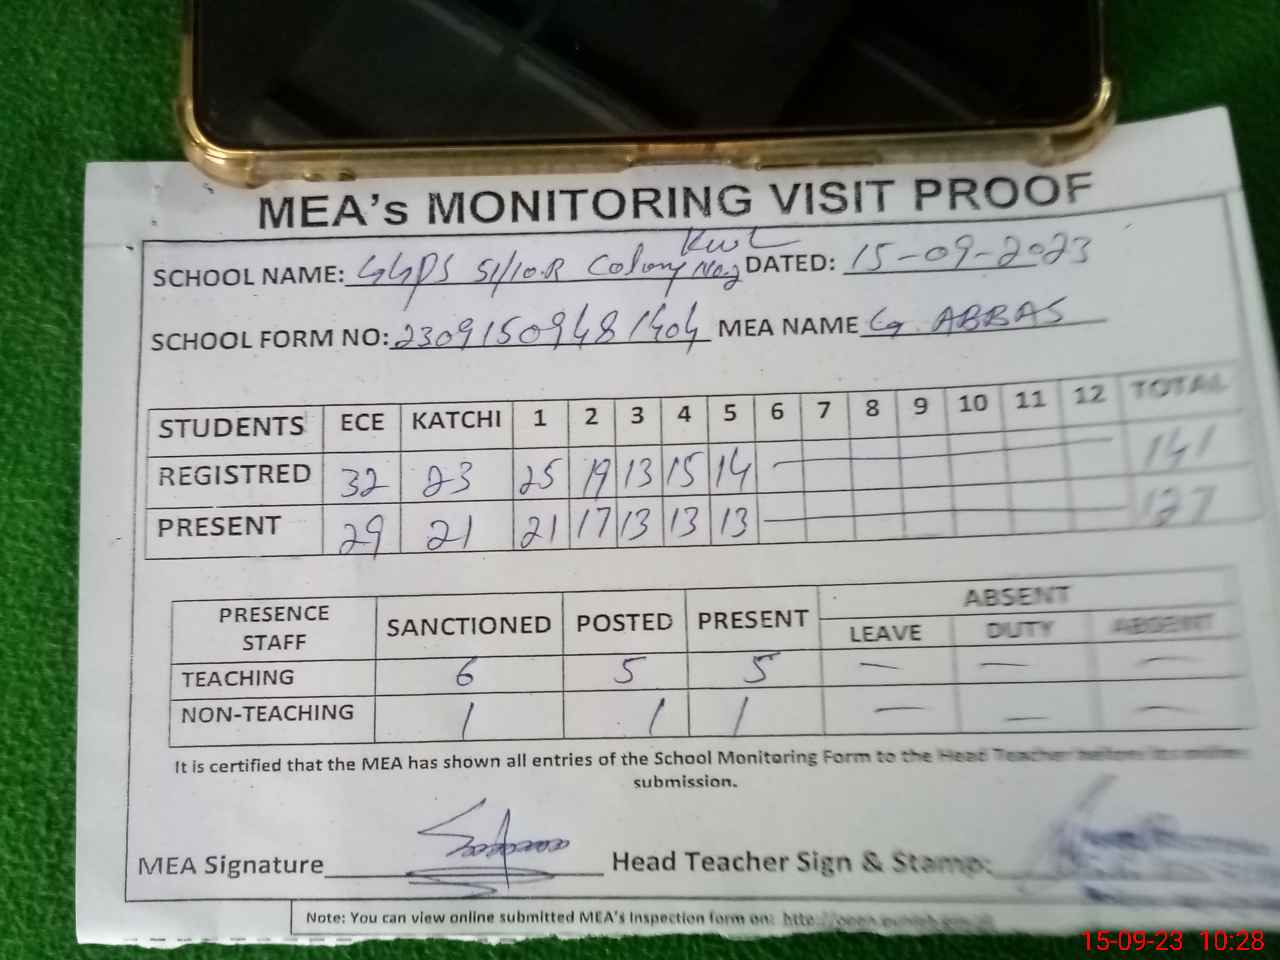 MEA's MONITORING VISIT PROOF
SCHOOL NAME: GGPS 51/10.R Colony No, 2 KWL DATED: 15-09-2023
SCHOOL FORM NO: 23091509481404 MEA NAME G. ABBAS
STUDENTS ECE KATCHI 1 2 3 4 5 6 7 8 9 10 11 12 TOTAL
REGISTRED 32 23 25 19 13 15 14 — 141
PRESENT 29 21 21 17 13 13 13 — 127
PRESENCE STAFF SANCTIONED POSTED PRESENT ABSENT
LEAVE DUTY ABSENT
TEACHING 6 5 5 — — —
NON-TEACHING 1 1 1 — — —
It is certified that the MEA has shown all entries of the School Monitoring Form to the Head Teacher before its online
submission.
MEA Signature Head Teacher Sign & Stamp:
Note: You can view online submitted MEA's Inspection form on:
15-09-23 10:28